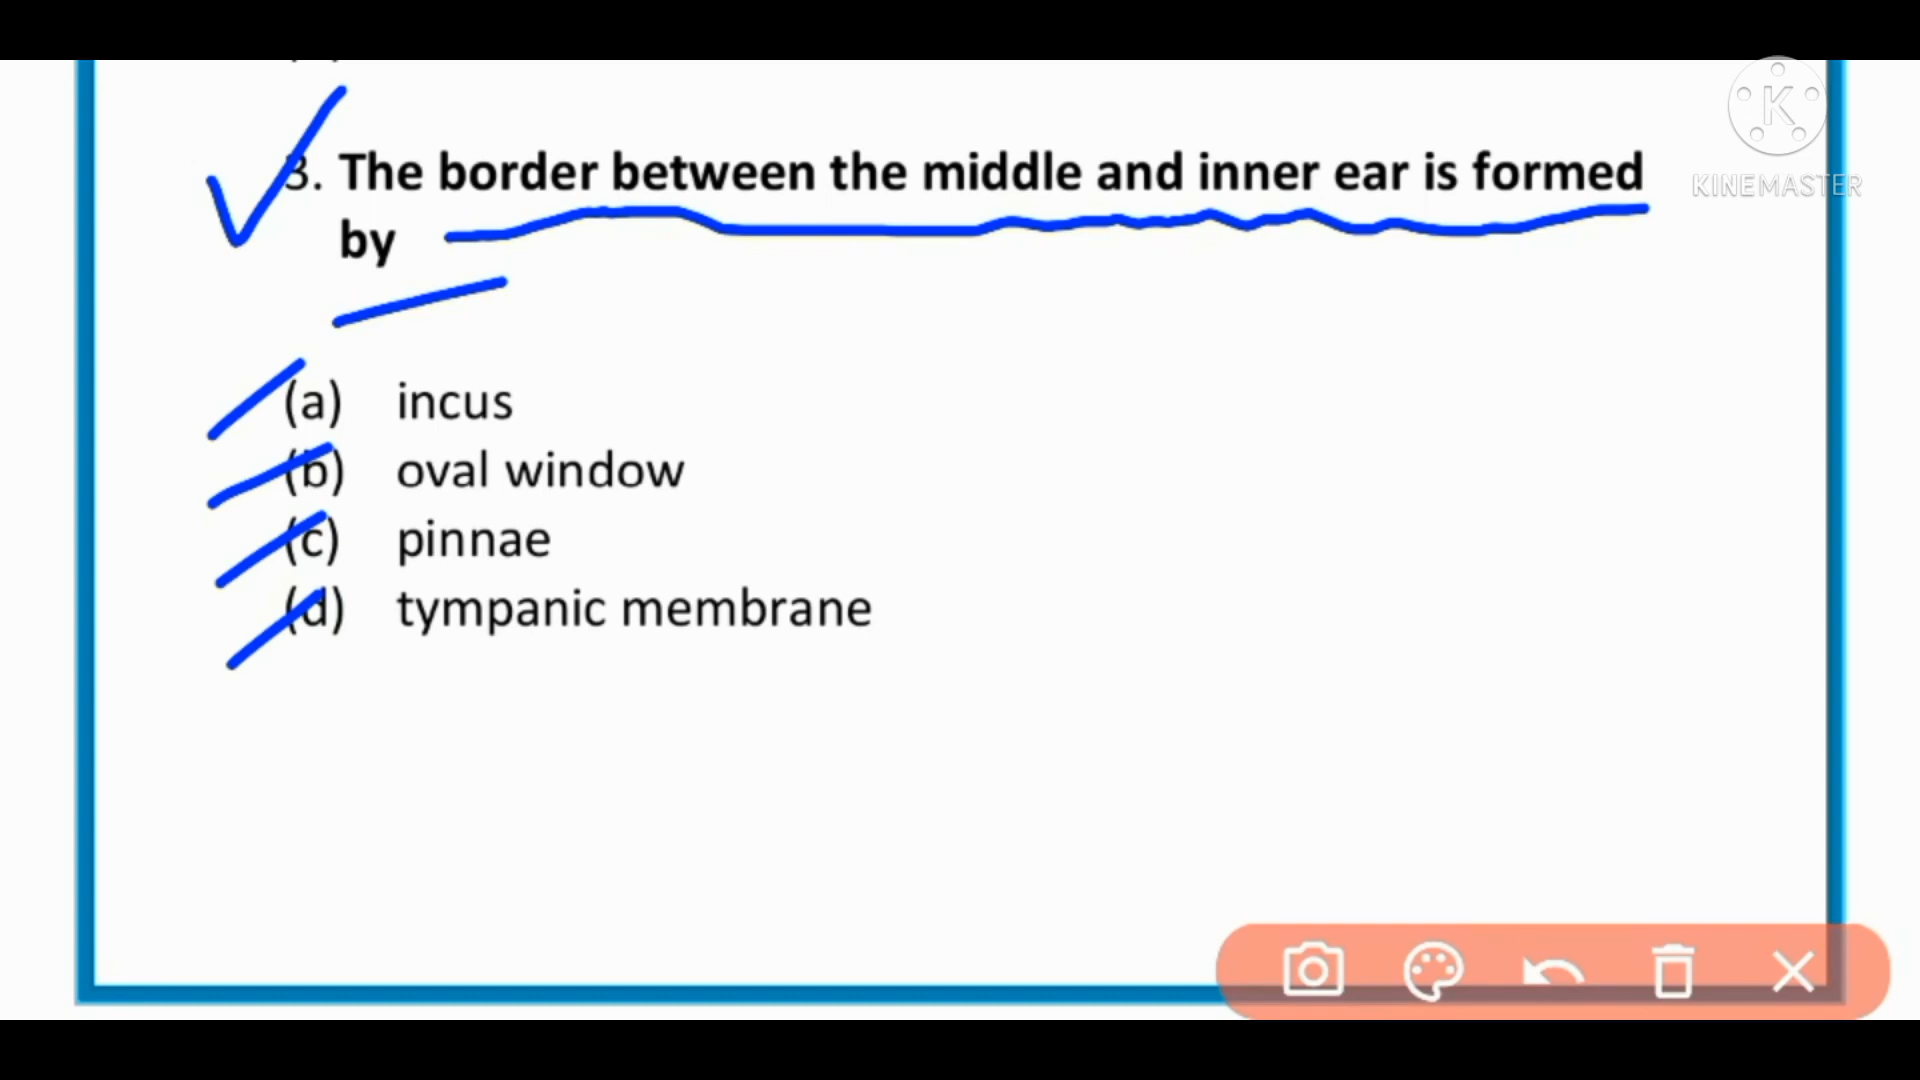 3. The border between the middle and inner ear is formed
by
(a) incus
(b) oval window
(c) pinnae
(d) tympanic membrane
K
KINEMASTER